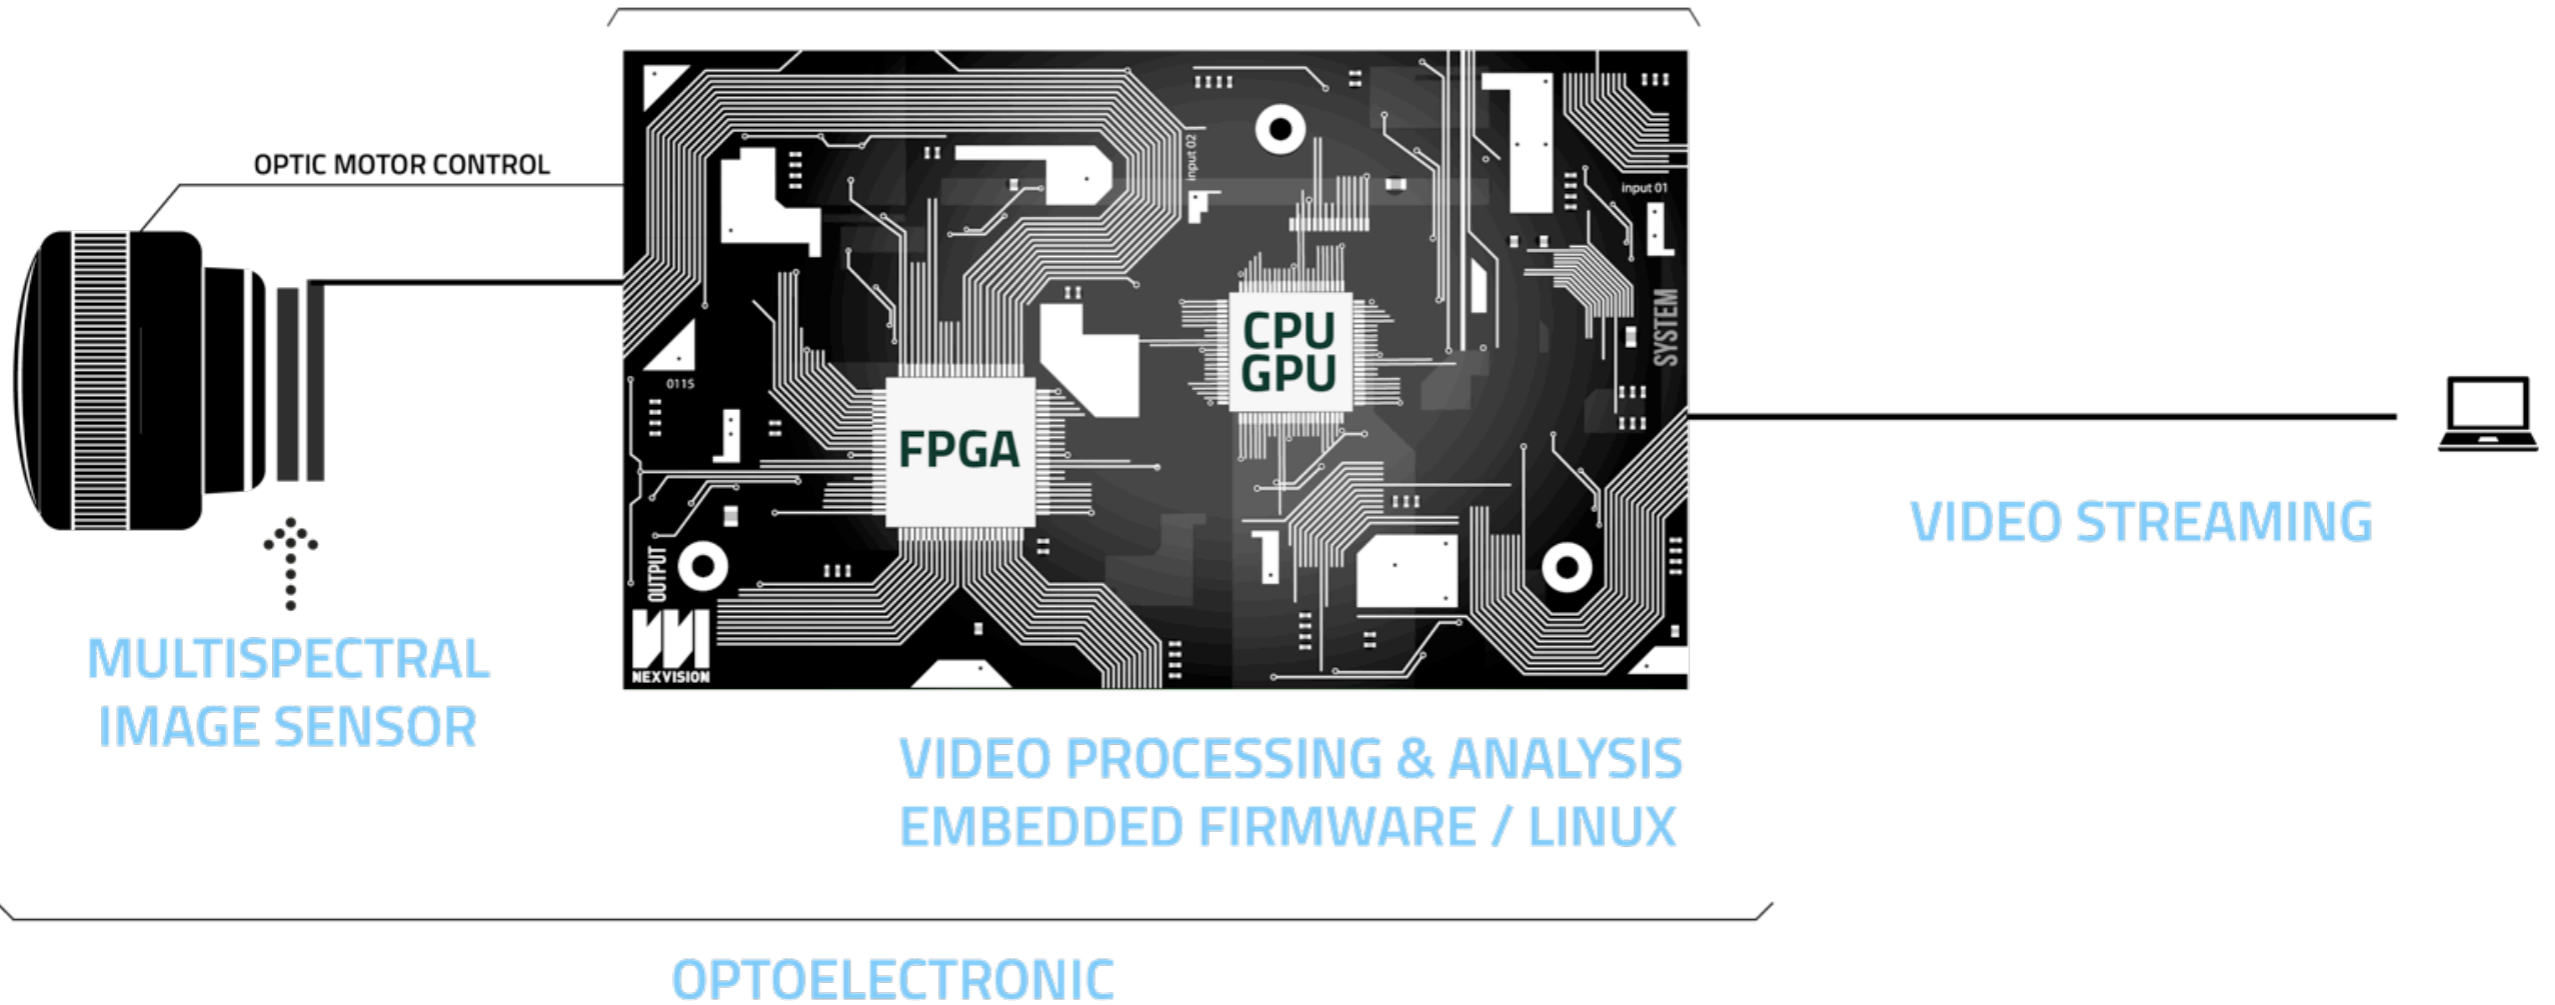 OPTIC MOTOR CONTROL
input 02
input 01
SYSTEM
CPU
GPU
0115
FPGA
OUTPUT
NEXVISION
VIDEO STREAMING
MULTISPECTRAL
IMAGE SENSOR
VIDEO PROCESSING & ANALYSIS
EMBEDDED FIRMWARE / LINUX
OPTOELECTRONIC